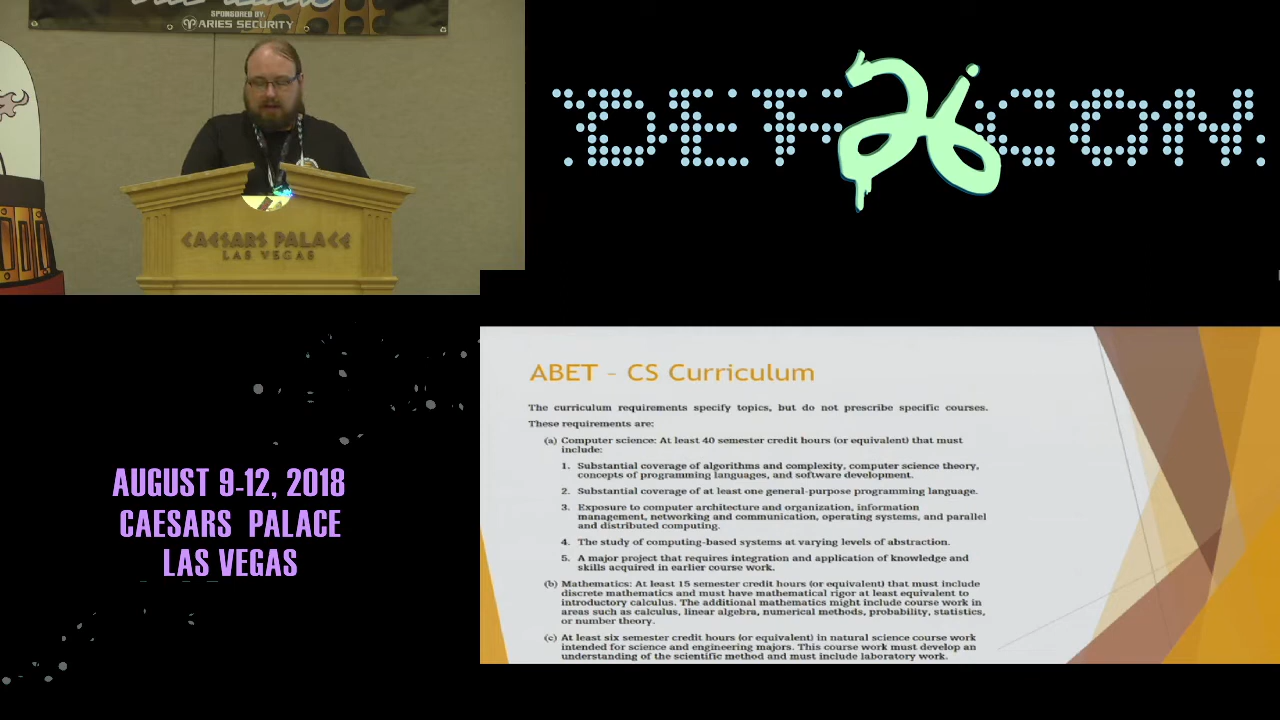 SPONSORED BY:
ARIES SECURITY
CAESARS PALACE
LAS VEGAS
DEF CON
26
AUGUST 9-12, 2018
CAESARS PALACE
LAS VEGAS
ABET - CS Curriculum
The curriculum requirements specify topics, but do not prescribe specific courses.
These requirements are:
(a) Computer science: At least 40 semester credit hours (or equivalent) that must
include:
1. Substantial coverage of algorithms and complexity, computer science theory,
concepts of programming languages, and software development.
2. Substantial coverage of at least one general-purpose programming language.
3. Exposure to computer architecture and organization, information
management, networking and communication, operating systems, and parallel
and distributed computing.
4. The study of computing-based systems at varying levels of abstraction.
5. A major project that requires integration and application of knowledge and
skills acquired in earlier course work.
(b) Mathematics: At least 15 semester credit hours (or equivalent) that must include
discrete mathematics and must have mathematical rigor at least equivalent to
introductory calculus. The additional mathematics might include course work in
areas such as calculus, linear algebra, numerical methods, probability, statistics,
or number theory.
(c) At least six semester credit hours (or equivalent) in natural science course work
intended for science and engineering majors. This course work must develop an
understanding of the scientific method and must include laboratory work.